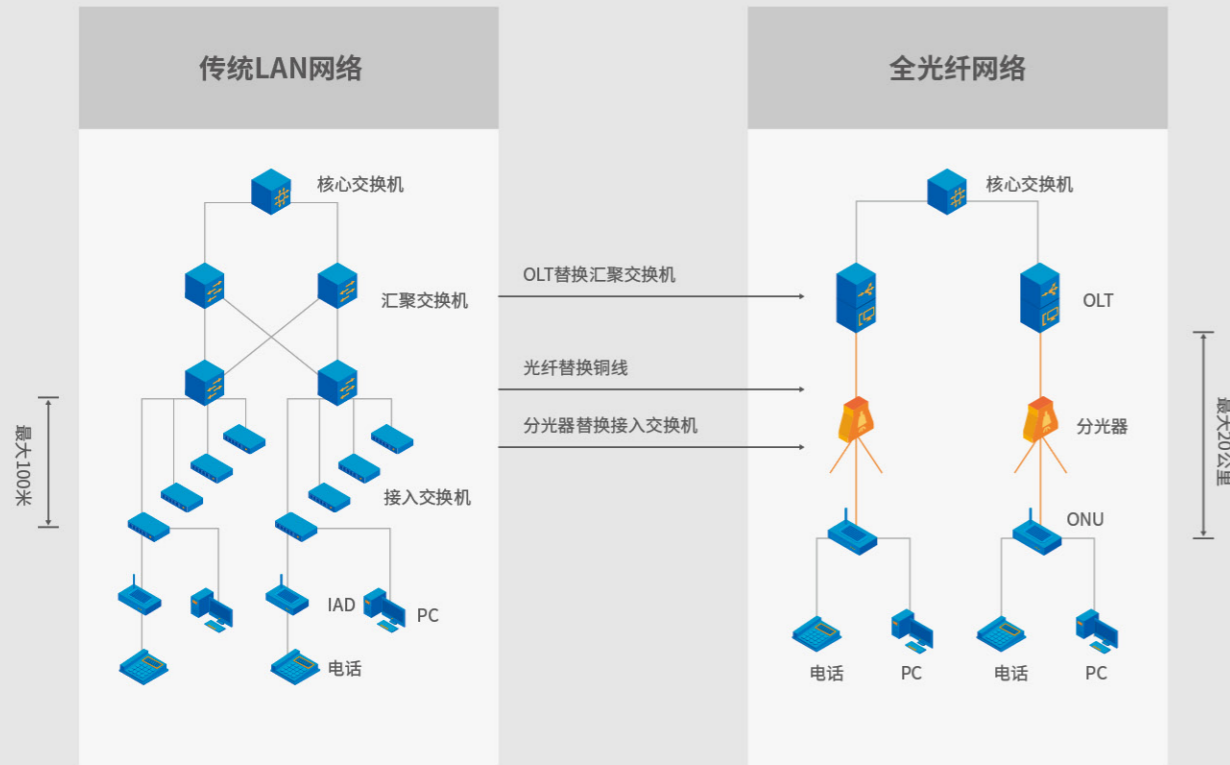 传统LAN网络
全光纤网络
核心交换机
核心交换机
OLT替换汇聚交换机
汇聚交换机
OLT
光纤替换铜线
分光器替换接入交换机
分光器
最大100米
最大20公里
接入交换机
ONU
IAD
PC
电话
电话
PC
电话
PC